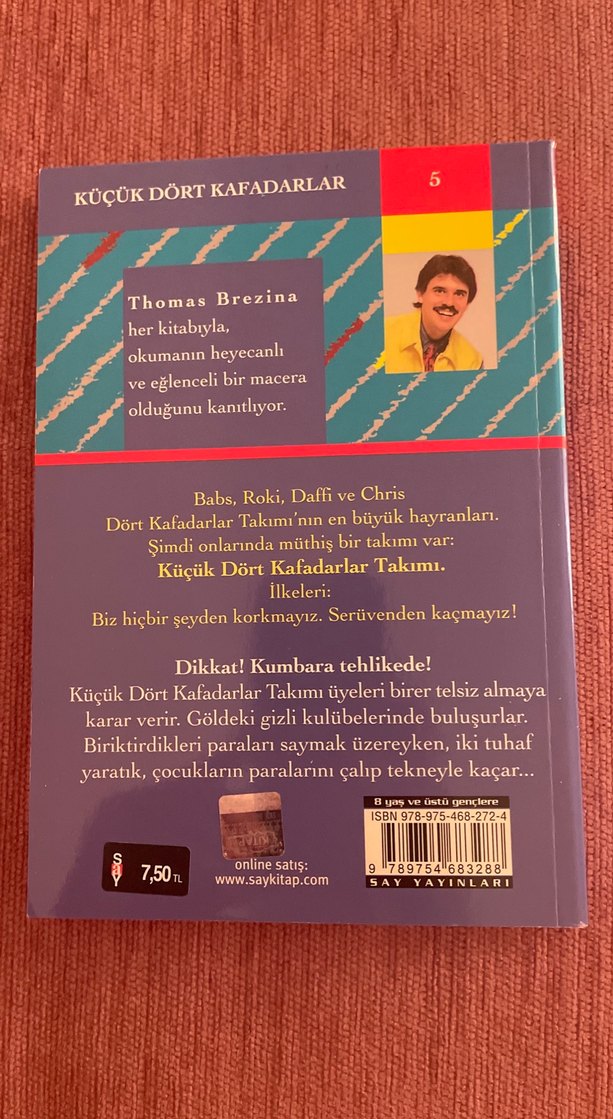 KÜÇÜK DÖRT KAFADARLAR
5
Thomas Brezina
her kitabıyla,
okumanın heyecanlı
ve eğlenceli bir macera
olduğunu kanıtlıyor.
Babs, Roki, Daffi ve Chris
Dört Kafadarlar Takımı'nın en büyük hayranları.
Şimdi onlarında müthiş bir takımı var:
Küçük Dört Kafadarlar Takımı.
İlkeleri:
Biz hiçbir şeyden korkmayız. Serüvenden kaçmayız!
Dikkat! Kumbara tehlikede!
Küçük Dört Kafadarlar Takımı üyeleri birer telsiz almaya
karar verir. Göldeki gizli kulübelerinde buluşurlar.
Biriktirdikleri paraları saymak üzereyken, iki tuhaf
yaratık, çocukların paralarını çalıp tekneyle kaçar...
SAY
7,50 TL
online satış:
www.saykitap.com
8 yaş ve üstü gençlere
ISBN 978-975-468-272-4
9 789754 683288
SAY YAYINLARI